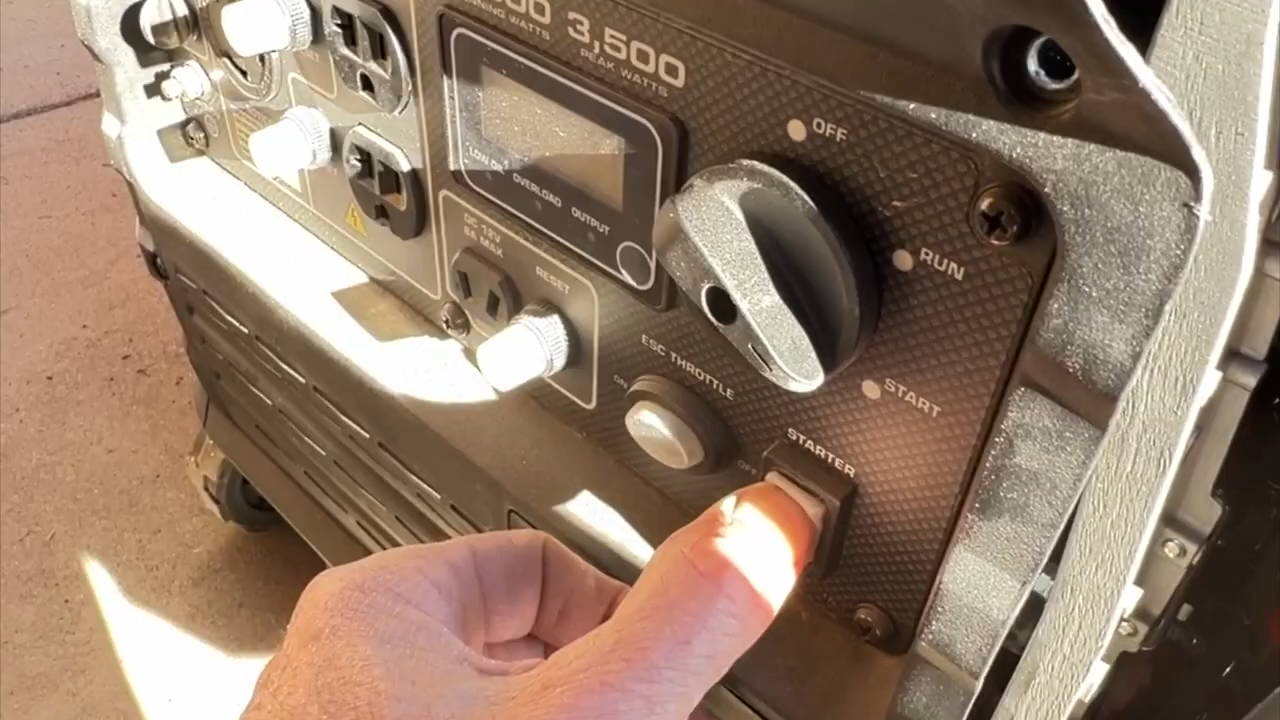 3,500
PEAK WATTS
OFF
RUN
START
LOW OIL
OVERLOAD
OUTPUT
DC 12V
8A MAX
RESET
ESC THROTTLE
ON
OFF
STARTER